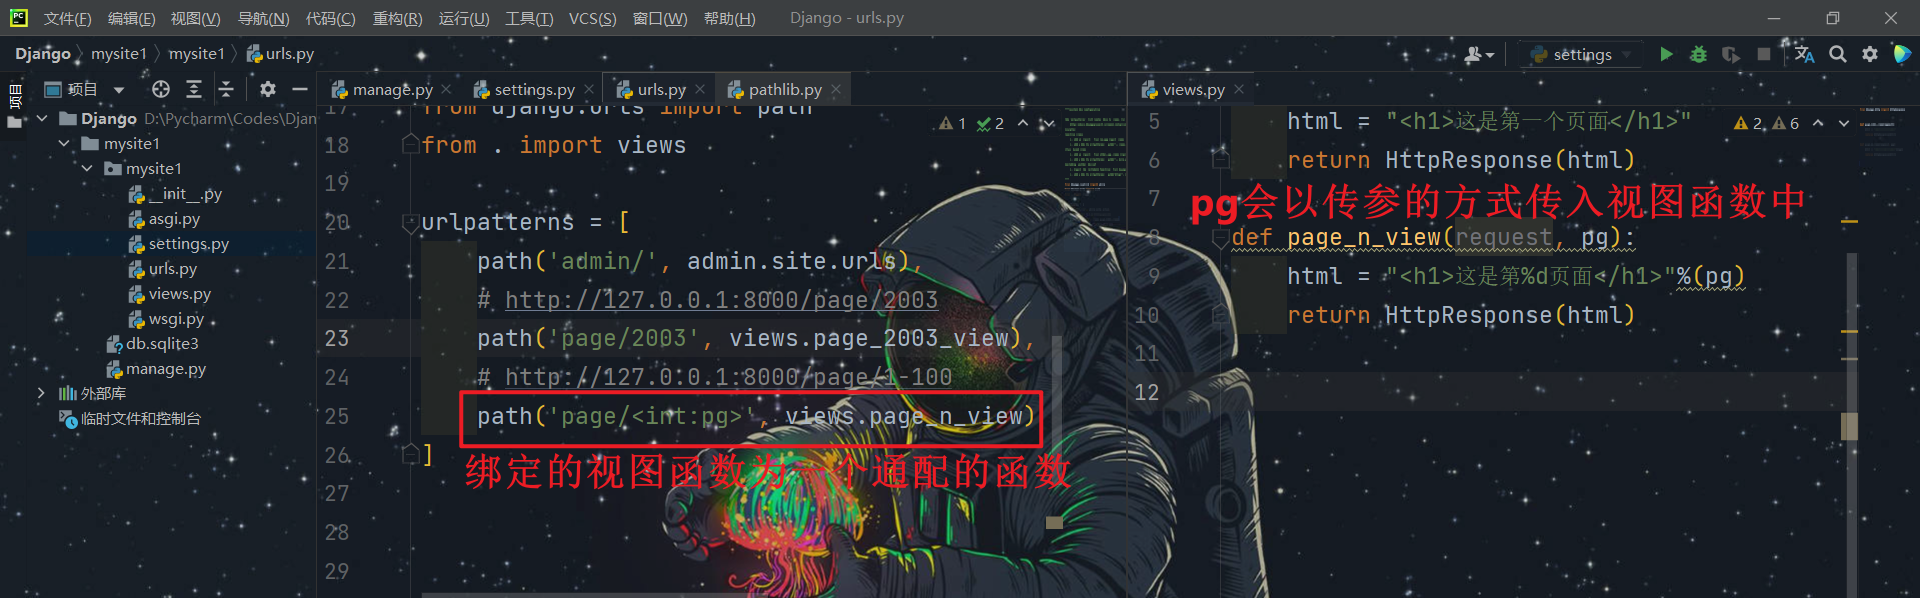 文件(F) 编辑(E) 视图(V) 导航(N) 代码(C) 重构(R) 运行(U) 工具(T) VCS(S) 窗口(W) 帮助(H) Django - urls.py
Django mysite1 mysite1 urls.py settings
项目
项目
Django D:\Pycharm\Codes\Djan
mysite1
mysite1
__init__.py
asgi.py
settings.py
urls.py
views.py
wsgi.py
db.sqlite3
manage.py
外部库
临时文件和控制台
manage.py settings.py urls.py pathlib.py
1 2
17 from django.urls import path
18 from . import views
19
20 urlpatterns = [
21 path('admin/', admin.site.urls),
22 # http://127.0.0.1:8000/page/2003
23 path('page/2003', views.page_2003_view),
24 # http://127.0.0.1:8000/page/1-100
25 path('page/<int:pg>', views.page_n_view)
26 ]
绑定的视图函数为一个通配的函数
27
28
29
views.py
2 6
5 html = "<h1>这是第一个页面</h1>"
6 return HttpResponse(html)
7
pg会以传参的方式传入视图函数中
8 def page_n_view(request, pg):
9 html = "<h1>这是第%d页面</h1>"%(pg)
10 return HttpResponse(html)
11
12